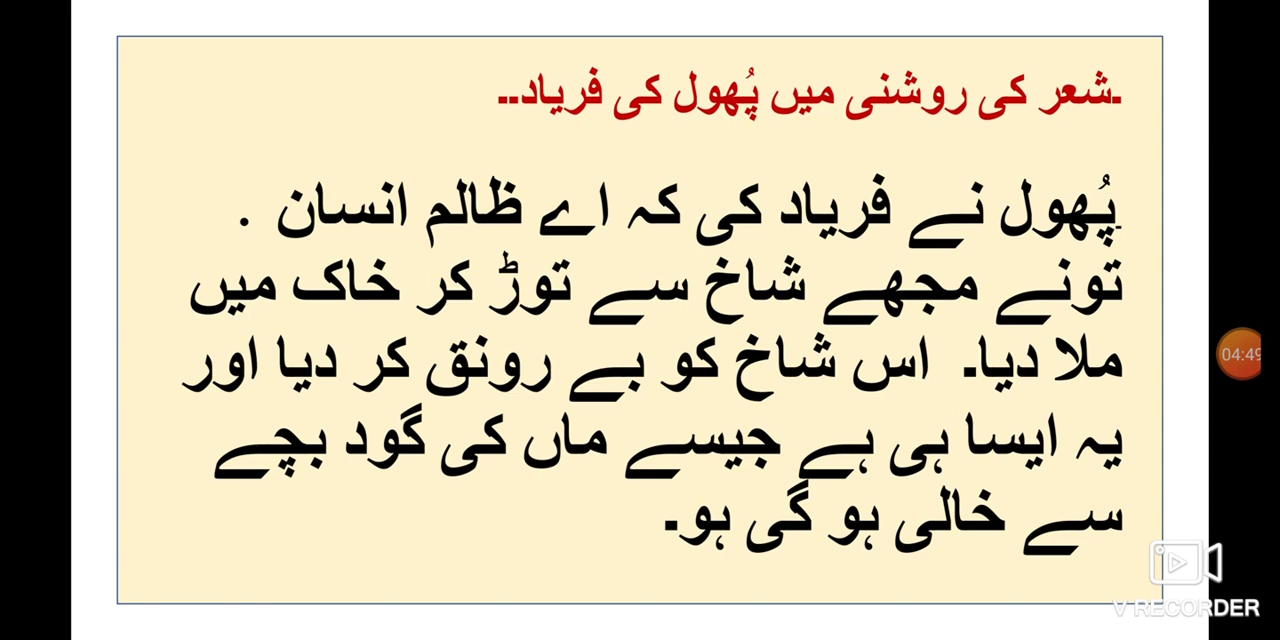 ۔شعر کی روشنی میں پُھول کی فریاد۔۔
پُھول نے فریاد کی کہ اے ظالم انسان .
تونے مجھے شاخ سے توڑ کر خاک میں
ملا دیا۔ اس شاخ کو بے رونق کر دیا اور
یہ ایسا ہی ہے جیسے ماں کی گود بچے
سے خالی ہو گی ہو۔
04:49
V RECORDER